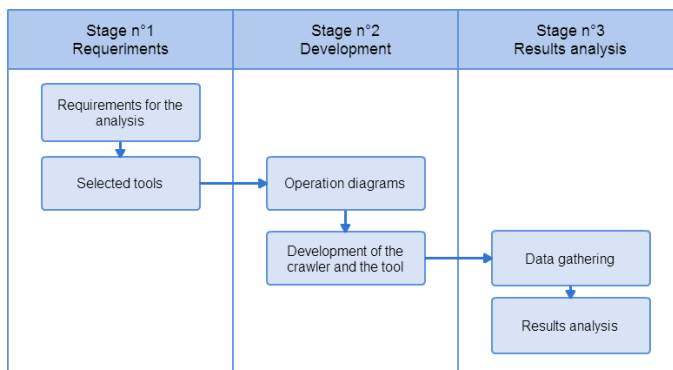 Stage n°1
Requeriments
Stage n°2
Development
Stage n°3
Results analysis
Requirements for the
analysis
Selected tools
Operation diagrams
Development of the
crawler and the tool
Data gathering
Results analysis